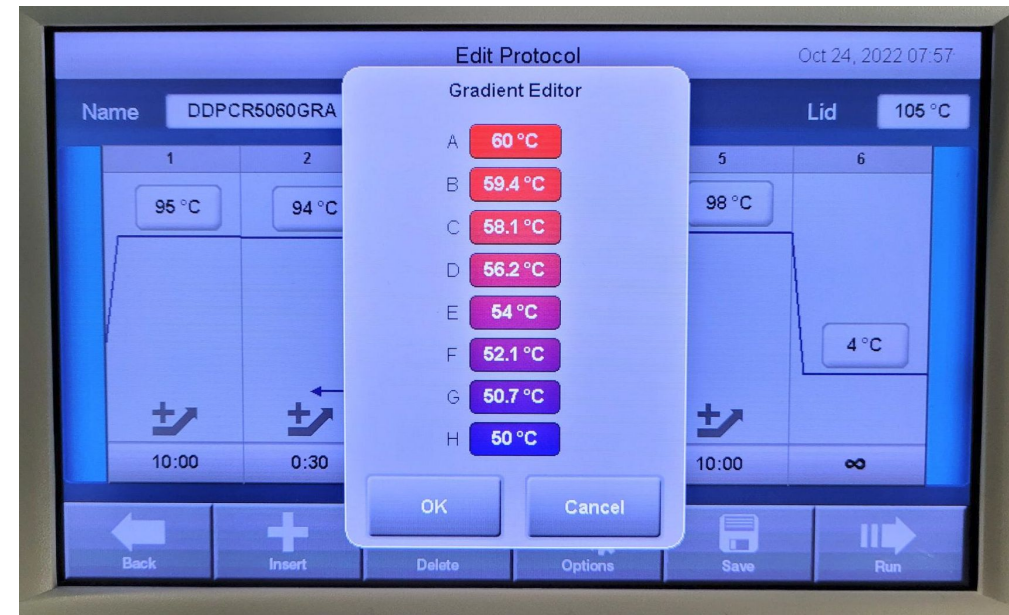 Edit Protocol
Oct 24, 2022 07:57
Name DDPCR5060GRA
Lid 105 °C
Gradient Editor
1 2 5 6
95 °C 94 °C 98 °C 4 °C
A 60 °C
B 59.4 °C
C 58.1 °C
D 56.2 °C
E 54 °C
F 52.1 °C
G 50.7 °C
H 50 °C
10:00 0:30 10:00 ∞
OK Cancel
Back Insert Delete Options Save Run